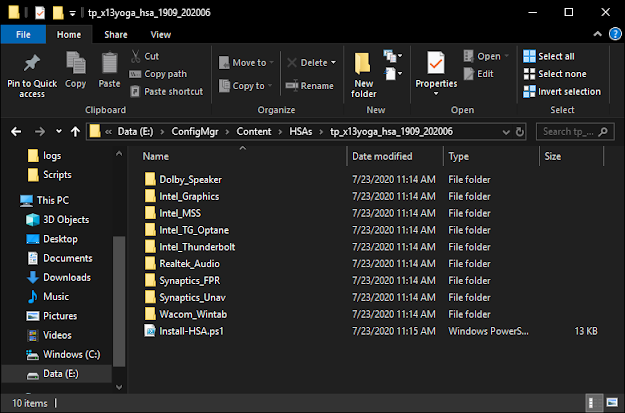 tp_x13yoga_hsa_1909_202006
File Home Share View
Pin to Quick access
Copy
Paste
Cut
Copy path
Paste shortcut
Clipboard
Move to
Copy to
Delete
Rename
Organize
New folder
New
Properties
Open
Edit
Open
Select all
Select none
Invert selection
Select
« Data (E:) › ConfigMgr › Content › HSAs › tp_x13yoga_hsa_1909_202006
Search tp_...
logs
Scripts
This PC
3D Objects
Desktop
Documents
Downloads
Music
Pictures
Videos
Windows (C:)
Data (E:)
Name Date modified Type Size
Dolby_Speaker 7/23/2020 11:14 AM File folder
Intel_Graphics 7/23/2020 11:14 AM File folder
Intel_MSS 7/23/2020 11:14 AM File folder
Intel_TG_Optane 7/23/2020 11:14 AM File folder
Intel_Thunderbolt 7/23/2020 11:14 AM File folder
Realtek_Audio 7/23/2020 11:14 AM File folder
Synaptics_FPR 7/23/2020 11:14 AM File folder
Synaptics_Unav 7/23/2020 11:14 AM File folder
Wacom_Wintab 7/23/2020 11:14 AM File folder
Install-HSA.ps1 7/23/2020 11:15 AM Windows PowerS... 13 KB
10 items